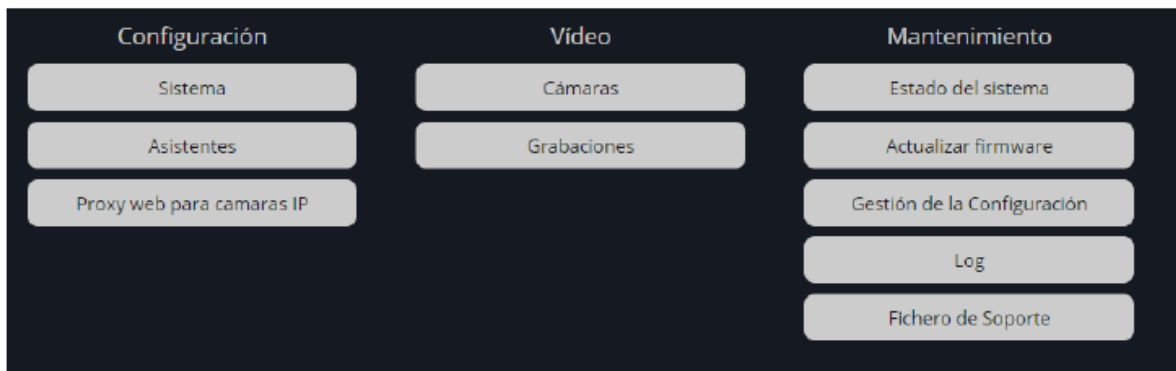 Configuración
Sistema
Asistentes
Proxy web para camaras IP
Vídeo
Cámaras
Grabaciones
Mantenimiento
Estado del sistema
Actualizar firmware
Gestión de la Configuración
Log
Fichero de Soporte